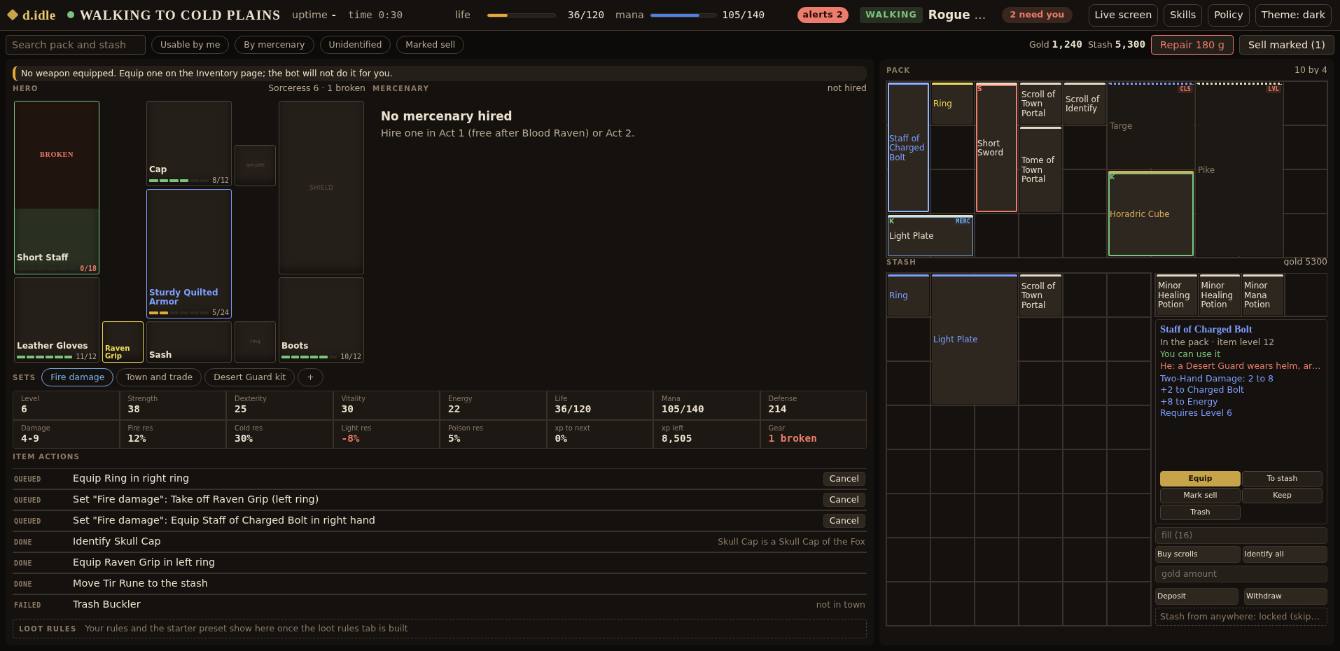 d.idle
WALKING TO COLD PLAINS
uptime -
time 0:30
life 36/120
mana 105/140
alerts 2
WALKING
Rogue ...
2 need you
Live screen
Skills
Policy
Theme: dark
Search pack and stash
Usable by me
By mercenary
Unidentified
Marked sell
Gold 1,240 Stash 5,300
Repair 180 g
Sell marked (1)
No weapon equipped. Equip one on the Inventory page; the bot will not do it for you.
HERO
Sorceress 6 · 1 broken
MERCENARY
not hired
BROKEN
Short Staff
0/18
Cap
8/12
SHIELD
Sturdy Quilted
Armor
5/24
Leather Gloves
11/12
Raven
Grip
Sash
ring
Boots
10/12
No mercenary hired
Hire one in Act 1 (free after Blood Raven) or Act 2.
SETS
Fire damage
Town and trade
Desert Guard kit
+
Level
6
Strength
38
Dexterity
25
Vitality
30
Energy
22
Life
36/120
Mana
105/140
Defense
214
Damage
4-9
Fire res
12%
Cold res
30%
Light res
-8%
Poison res
5%
xp to next
0%
xp left
8,505
Gear
1 broken
ITEM ACTIONS
QUEUED Equip Ring in right ring Cancel
QUEUED Set "Fire damage": Take off Raven Grip (left ring) Cancel
QUEUED Set "Fire damage": Equip Staff of Charged Bolt in right hand Cancel
DONE Identify Skull Cap Skull Cap is a Skull Cap of the Fox
DONE Equip Raven Grip in left ring
DONE Move Tir Rune to the stash
FAILED Trash Buckler not in town
LOOT RULES Your rules and the starter preset show here once the loot rules tab is built
PACK
10 by 4
Staff of
Charged
Bolt
Ring
S
Short
Sword
Scroll of
Town
Portal
Scroll of
Identify
Tome of
Town
Portal
CLS
Targe
LVL
Pike
K
Horadric Cube
K
MERC
Light Plate
STASH
gold 5300
Ring
Light Plate
Scroll of
Town
Portal
Minor
Healing
Potion
Minor
Healing
Potion
Minor
Mana
Potion
Staff of Charged Bolt
In the pack · item level 12
You can use it
He: a Desert Guard wears helm, ar...
Two-Hand Damage: 2 to 8
+2 to Charged Bolt
+8 to Energy
Requires Level 6
Equip
To stash
Mark sell
Keep
Trash
fill (16)
Buy scrolls
Identify all
gold amount
Deposit
Withdraw
Stash from anywhere: locked (skip...